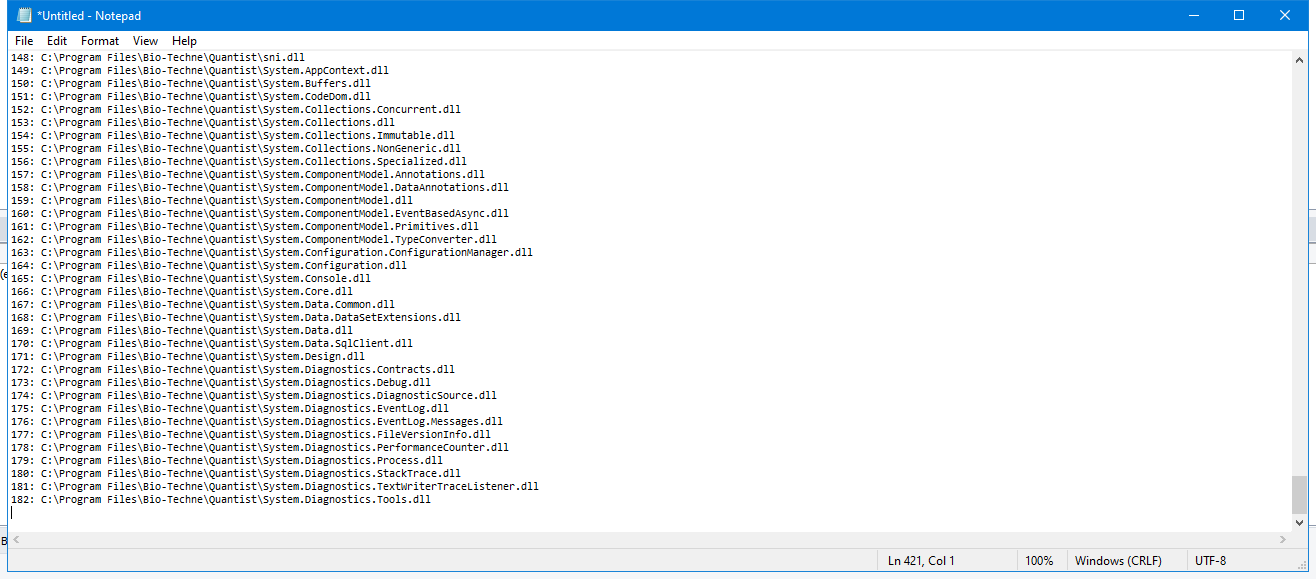 *Untitled - Notepad
File Edit Format View Help
148: C:\Program Files\Bio-Techne\Quantist\sni.dll
149: C:\Program Files\Bio-Techne\Quantist\System.AppContext.dll
150: C:\Program Files\Bio-Techne\Quantist\System.Buffers.dll
151: C:\Program Files\Bio-Techne\Quantist\System.CodeDom.dll
152: C:\Program Files\Bio-Techne\Quantist\System.Collections.Concurrent.dll
153: C:\Program Files\Bio-Techne\Quantist\System.Collections.dll
154: C:\Program Files\Bio-Techne\Quantist\System.Collections.Immutable.dll
155: C:\Program Files\Bio-Techne\Quantist\System.Collections.NonGeneric.dll
156: C:\Program Files\Bio-Techne\Quantist\System.Collections.Specialized.dll
157: C:\Program Files\Bio-Techne\Quantist\System.ComponentModel.Annotations.dll
158: C:\Program Files\Bio-Techne\Quantist\System.ComponentModel.DataAnnotations.dll
159: C:\Program Files\Bio-Techne\Quantist\System.ComponentModel.dll
160: C:\Program Files\Bio-Techne\Quantist\System.ComponentModel.EventBasedAsync.dll
161: C:\Program Files\Bio-Techne\Quantist\System.ComponentModel.Primitives.dll
162: C:\Program Files\Bio-Techne\Quantist\System.ComponentModel.TypeConverter.dll
163: C:\Program Files\Bio-Techne\Quantist\System.Configuration.ConfigurationManager.dll
164: C:\Program Files\Bio-Techne\Quantist\System.Configuration.dll
165: C:\Program Files\Bio-Techne\Quantist\System.Console.dll
166: C:\Program Files\Bio-Techne\Quantist\System.Core.dll
167: C:\Program Files\Bio-Techne\Quantist\System.Data.Common.dll
168: C:\Program Files\Bio-Techne\Quantist\System.Data.DataSetExtensions.dll
169: C:\Program Files\Bio-Techne\Quantist\System.Data.dll
170: C:\Program Files\Bio-Techne\Quantist\System.Data.SqlClient.dll
171: C:\Program Files\Bio-Techne\Quantist\System.Design.dll
172: C:\Program Files\Bio-Techne\Quantist\System.Diagnostics.Contracts.dll
173: C:\Program Files\Bio-Techne\Quantist\System.Diagnostics.Debug.dll
174: C:\Program Files\Bio-Techne\Quantist\System.Diagnostics.DiagnosticSource.dll
175: C:\Program Files\Bio-Techne\Quantist\System.Diagnostics.EventLog.dll
176: C:\Program Files\Bio-Techne\Quantist\System.Diagnostics.EventLog.Messages.dll
177: C:\Program Files\Bio-Techne\Quantist\System.Diagnostics.FileVersionInfo.dll
178: C:\Program Files\Bio-Techne\Quantist\System.Diagnostics.PerformanceCounter.dll
179: C:\Program Files\Bio-Techne\Quantist\System.Diagnostics.Process.dll
180: C:\Program Files\Bio-Techne\Quantist\System.Diagnostics.StackTrace.dll
181: C:\Program Files\Bio-Techne\Quantist\System.Diagnostics.TextWriterTraceListener.dll
182: C:\Program Files\Bio-Techne\Quantist\System.Diagnostics.Tools.dll
Ln 421, Col 1 100% Windows (CRLF) UTF-8